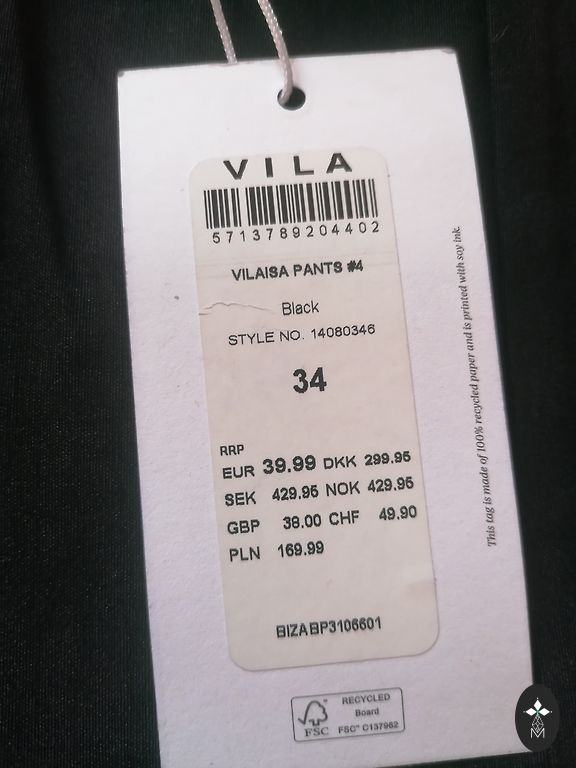 VILA
5713789204402
VILAISA PANTS #4
Black
STYLE NO. 14080346
34
RRP
EUR 39.99 DKK 299.95
SEK 429.95 NOK 429.95
GBP 38.00 CHF 49.90
PLN 169.99
BIZABP3106601
This tag is made of 100% recycled paper and is printed with soy ink.
FSC
RECYCLED
Board
FSC® C137962
M